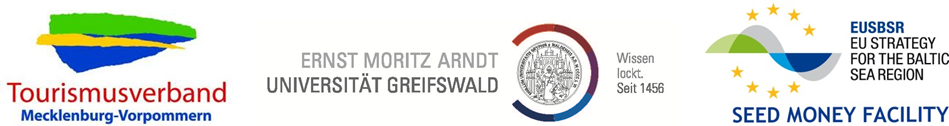 Tourismusverband
Mecklenburg-Vorpommern
ERNST MORITZ ARNDT
UNIVERSITÄT GREIFSWALD
Wissen
lockt.
Seit 1456
EUSBSR
EU STRATEGY
FOR THE BALTIC
SEA REGION
SEED MONEY FACILITY